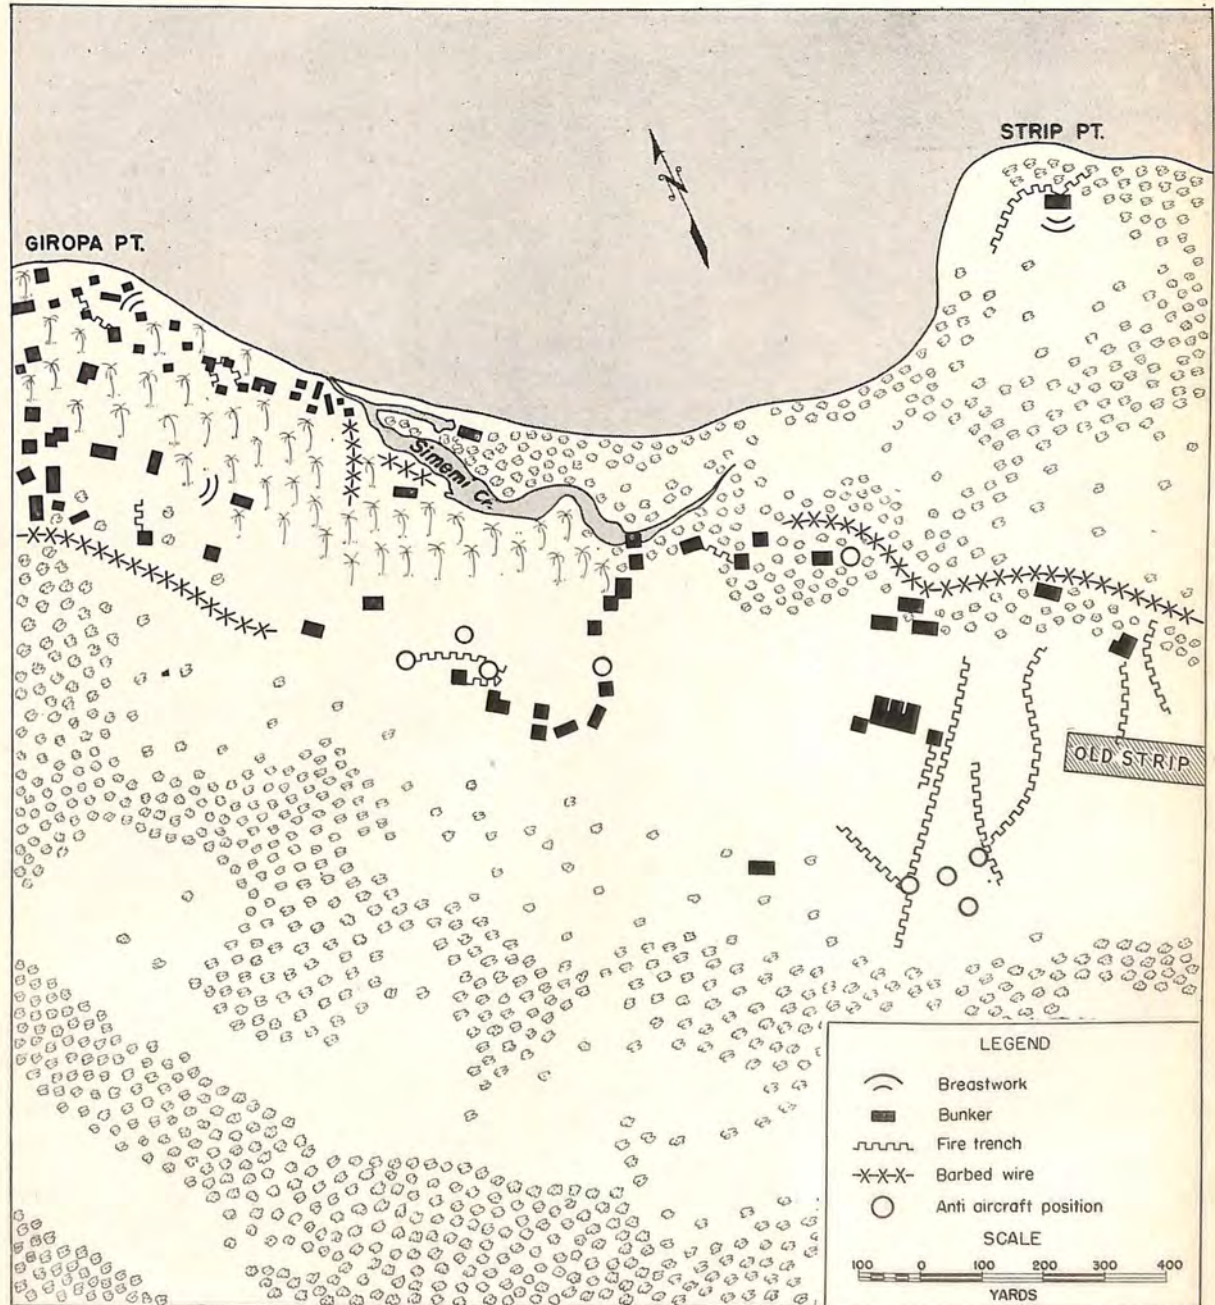 STRIP PT.
N
GIROPA PT.
Simemi Cr.
OLD STRIP
LEGEND
Breastwork
Bunker
Fire trench
Barbed wire
Anti aircraft position
SCALE
100 0 100 200 300 400
YARDS